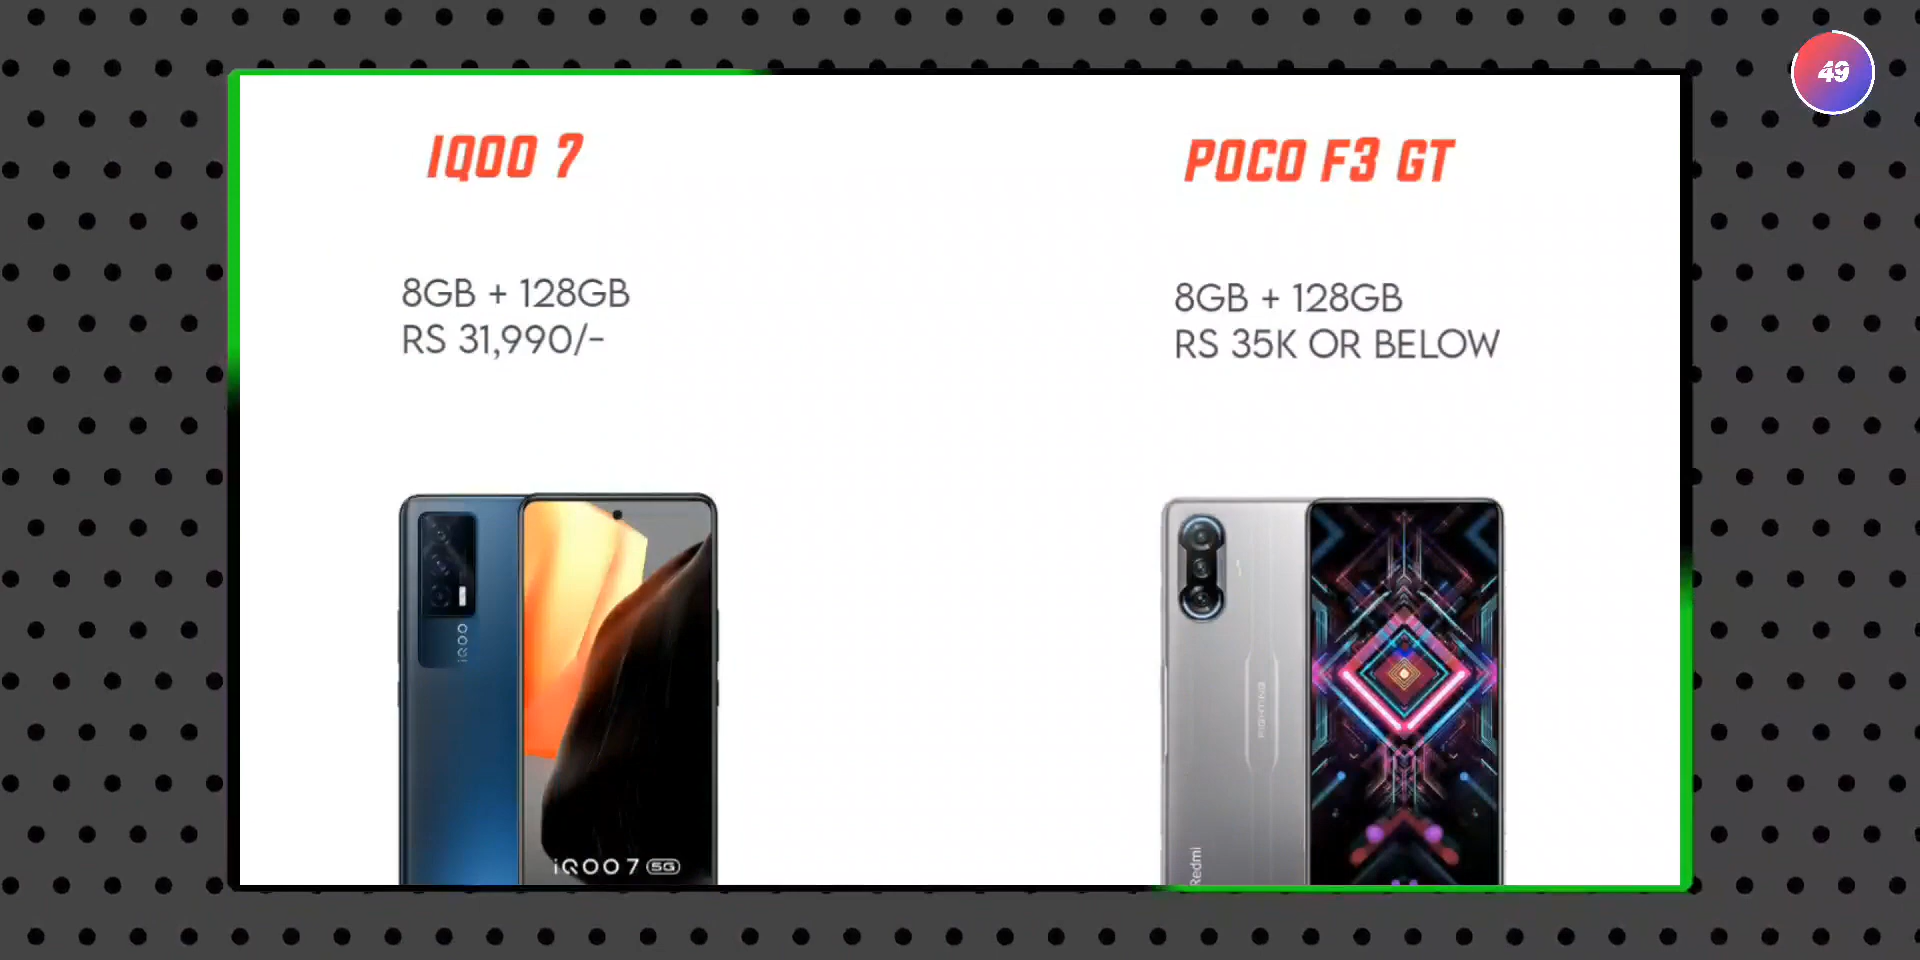 49
IQOO 7
8GB + 128GB
RS 31,990/-
iQOO
iQOO 7 5G
POCO F3 GT
8GB + 128GB
RS 35K OR BELOW
FIGHTING
Redmi